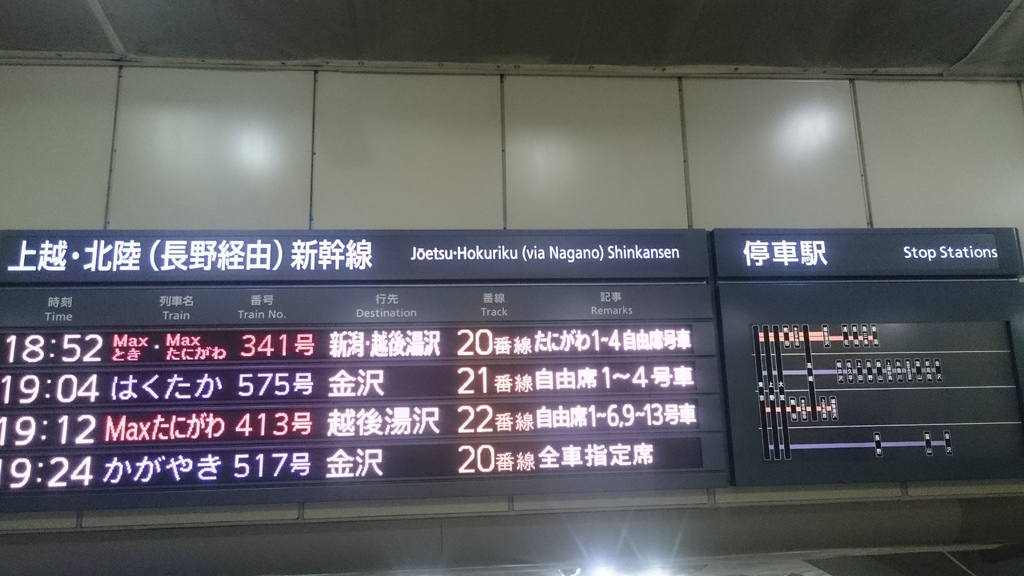 上越・北陸(長野経由)新幹線 Jōetsu-Hokuriku (via Nagano) Shinkansen
時刻 列車名 番号 行先 番線 記事
Time Train Train No. Destination Track Remarks
18:52 Maxとき・Maxたにがわ 341号 新潟・越後湯沢 20番線 たにがわ1~4自由席号車
19:04 はくたか 575号 金沢 21番線 自由席1~4号車
19:12 Maxたにがわ 413号 越後湯沢 22番線 自由席1~6.9~13号車
19:24 かがやき 517号 金沢 20番線 全車指定席
停車駅 Stop Stations